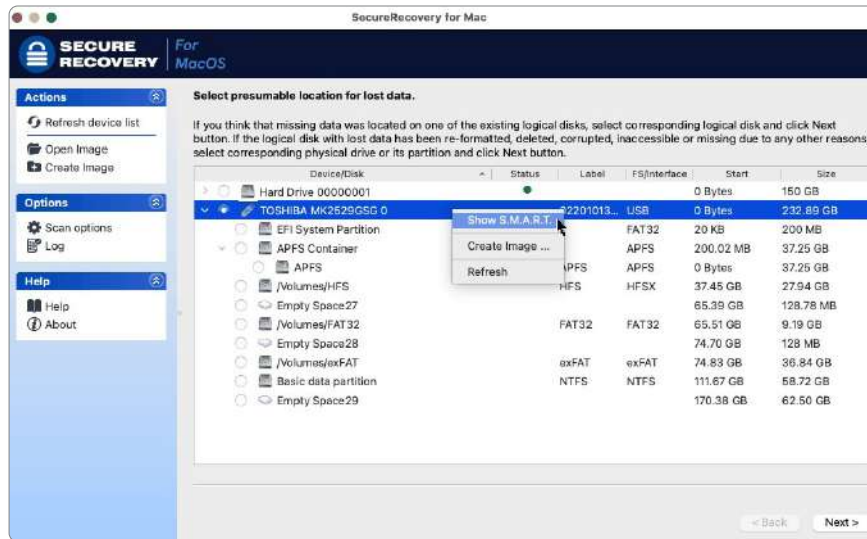 SecureRecovery for Mac
SECURE
RECOVERY
For
MacOS
Actions
Refresh device list
Open Image
Create Image
Options
Scan options
Log
Help
Help
About
Select presumable location for lost data.
If you think that missing data was located on one of the existing logical disks, select corresponding logical disk and click Next
button. If the logical disk with lost data has been re-formatted, deleted, corrupted, inaccessible or missing due to any other reasons
select corresponding physical drive or its partition and click Next button.
Device/Disk Status Label FS/Interface Start Size
Hard Drive 00000001 0 Bytes 150 GB
TOSHIBA MK2529GSG 0 32201013... USB 0 Bytes 232.89 GB
EFI System Partition FAT32 20 KB 200 MB
APFS Container APFS 200.02 MB 37.25 GB
APFS APFS APFS 0 Bytes 37.25 GB
/Volumes/HFS HFS HFSX 37.45 GB 27.94 GB
Empty Space27 65.39 GB 128.78 MB
/Volumes/FAT32 FAT32 FAT32 65.51 GB 9.19 GB
Empty Space28 74.70 GB 128 MB
/Volumes/exFAT exFAT exFAT 74.83 GB 36.84 GB
Basic data partition NTFS NTFS 111.67 GB 58.72 GB
Empty Space29 170.38 GB 62.50 GB
Show S.M.A.R.T.
Create Image ...
Refresh
< Back Next >